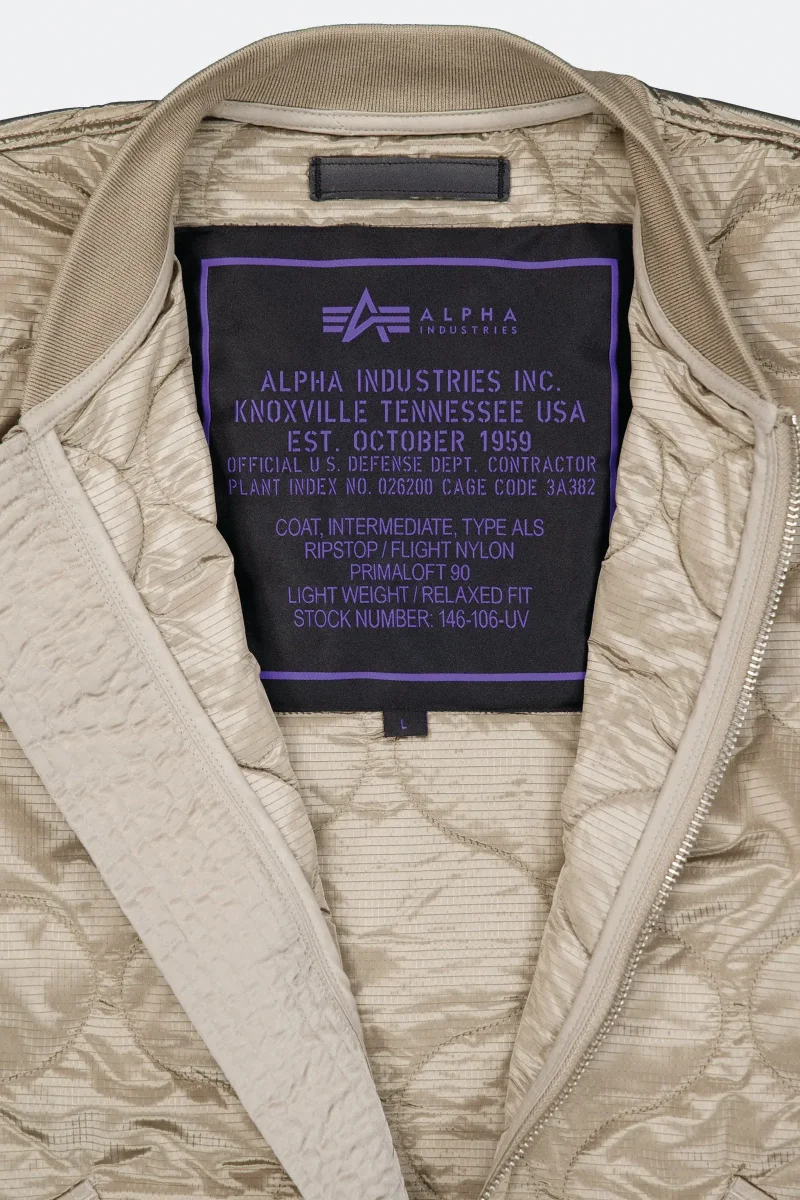 ALPHA
INDUSTRIES
ALPHA INDUSTRIES INC.
KNOXVILLE TENNESSEE USA
EST. OCTOBER 1959
OFFICIAL U.S. DEFENSE DEPT. CONTRACTOR
PLANT INDEX NO. 026200 CAGE CODE 3A382
COAT, INTERMEDIATE, TYPE ALS
RIPSTOP / FLIGHT NYLON
PRIMALOFT 90
LIGHT WEIGHT / RELAXED FIT
STOCK NUMBER: 146-106-UV
L